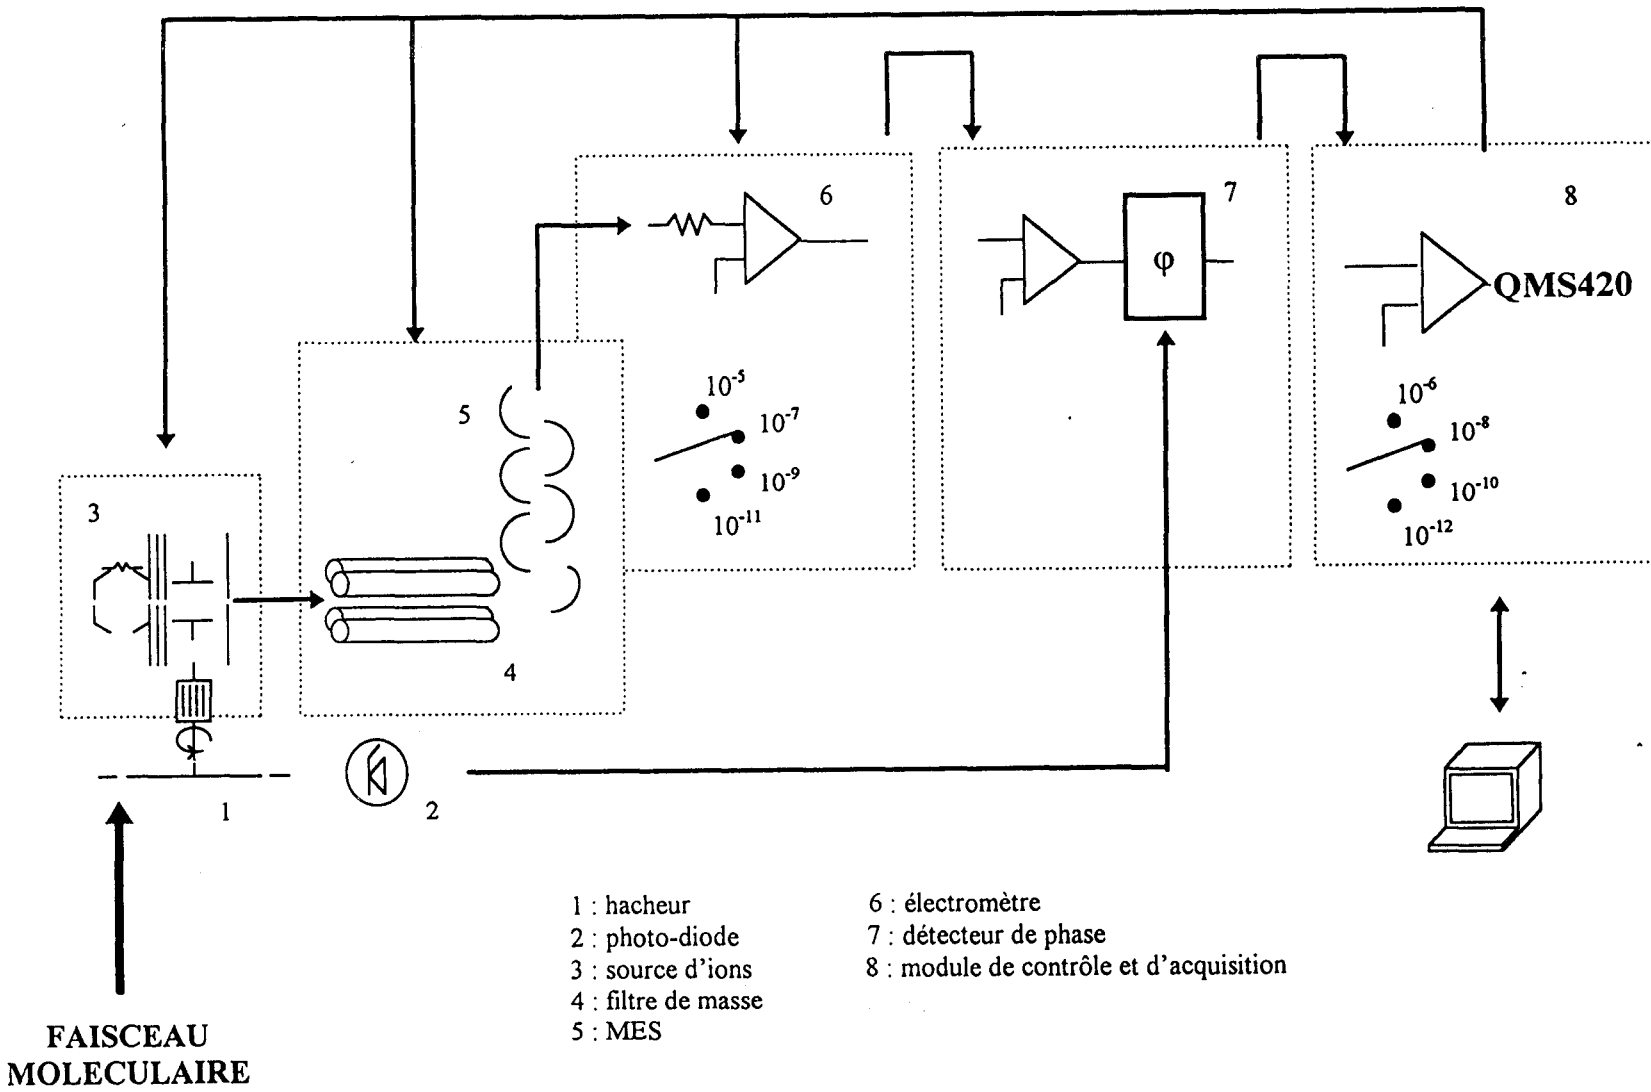 6
7
8
φ
QMS420
5
10⁻⁵
10⁻⁷
10⁻⁹
10⁻¹¹
10⁻⁶
10⁻⁸
10⁻¹⁰
10⁻¹²
3
4
1
2
1 : hacheur
2 : photo-diode
3 : source d'ions
4 : filtre de masse
5 : MES
6 : électromètre
7 : détecteur de phase
8 : module de contrôle et d'acquisition
FAISCEAU
MOLECULAIRE